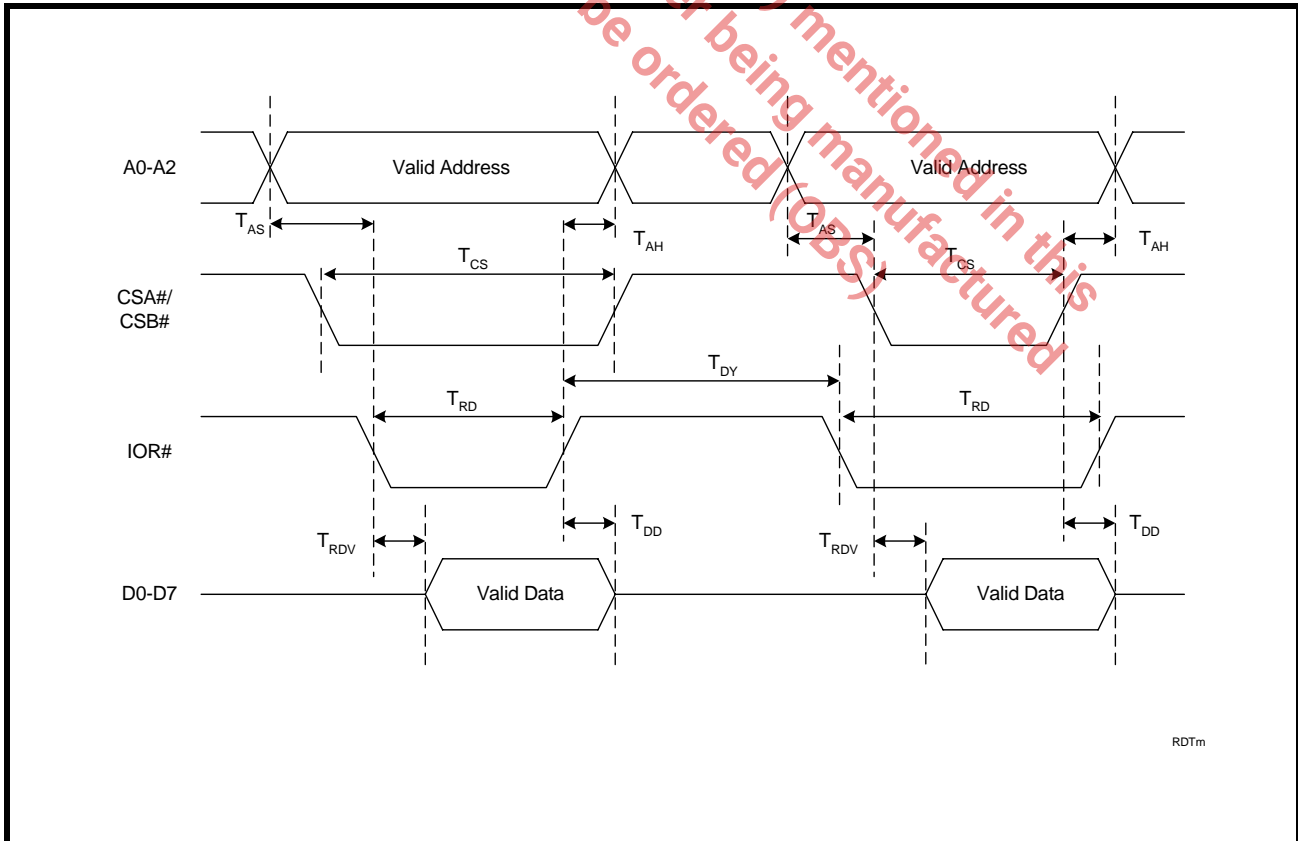 ) mentioned in this
er being manufactured
be ordered (OBS)
A0-A2
Valid Address
Valid Address
TAS
TAH
TAS
TAH
TCS
TCS
CSA#/
CSB#
TDY
TRD
TRD
IOR#
TRDV
TDD
TRDV
TDD
D0-D7
Valid Data
Valid Data
RDTm